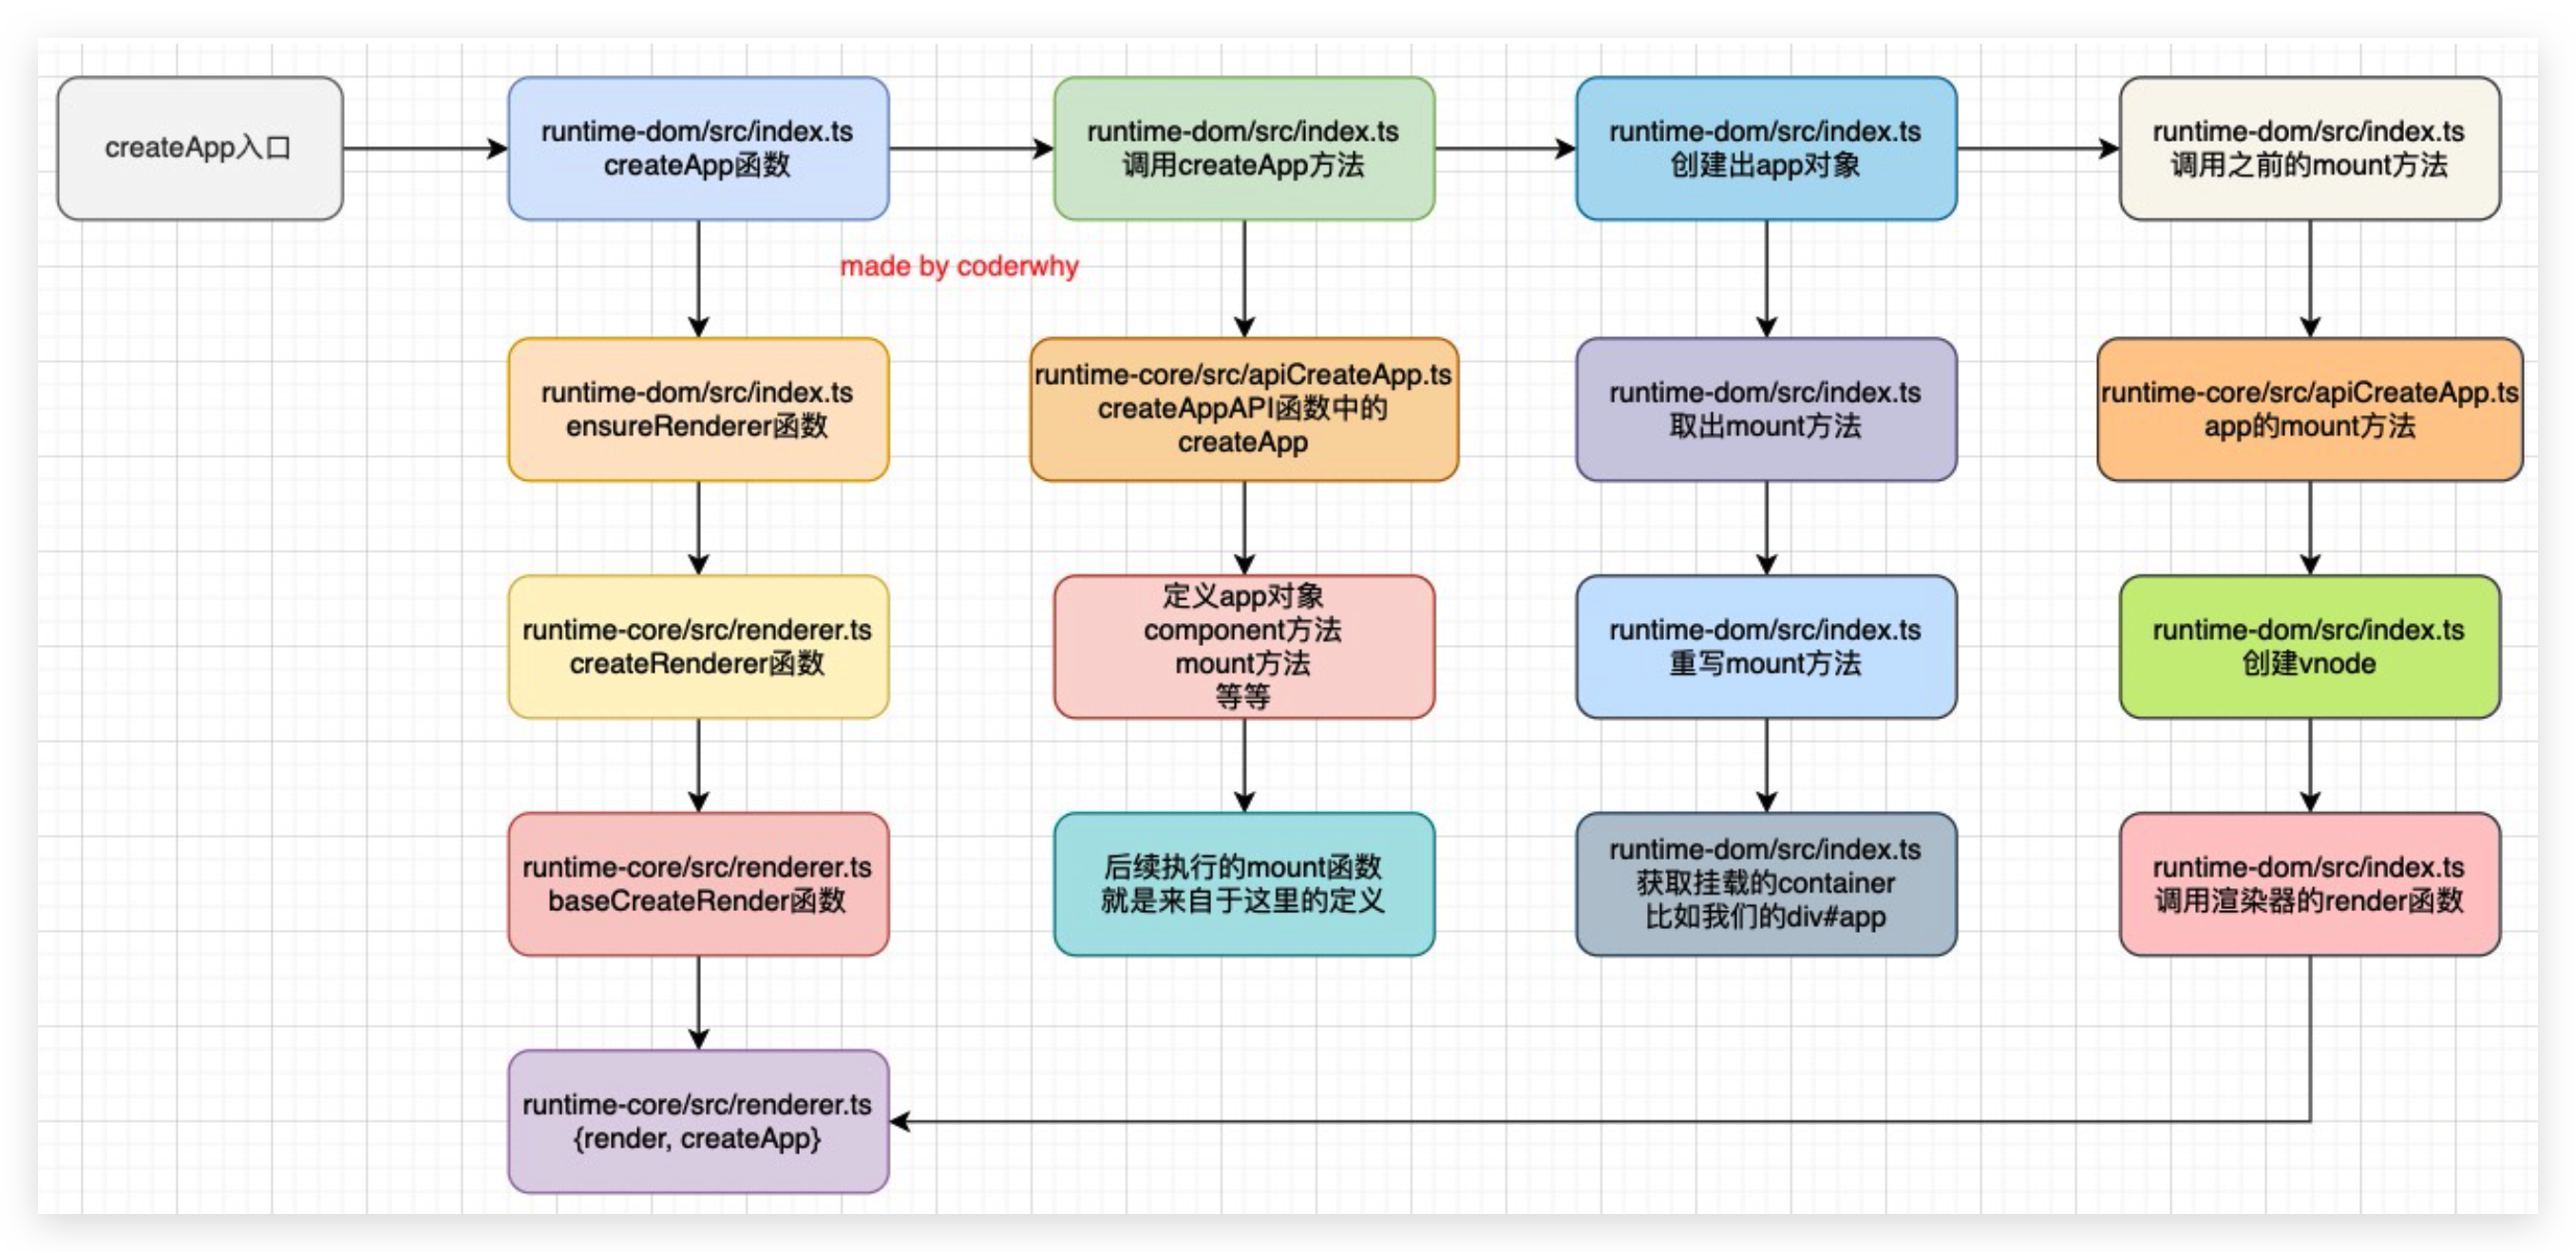 createApp入口
runtime-dom/src/index.ts
createApp函数
runtime-dom/src/index.ts
调用createApp方法
runtime-dom/src/index.ts
创建出app对象
runtime-dom/src/index.ts
调用之前的mount方法
made by coderwhy
runtime-dom/src/index.ts
ensureRenderer函数
runtime-core/src/apiCreateApp.ts
createAppAPI函数中的
createApp
runtime-dom/src/index.ts
取出mount方法
runtime-core/src/apiCreateApp.ts
app的mount方法
runtime-core/src/renderer.ts
createRenderer函数
定义app对象
component方法
mount方法
等等
runtime-dom/src/index.ts
重写mount方法
runtime-dom/src/index.ts
创建vnode
runtime-core/src/renderer.ts
baseCreateRender函数
后续执行的mount函数
就是来自于这里的定义
runtime-dom/src/index.ts
获取挂载的container
比如我们的div#app
runtime-dom/src/index.ts
调用渲染器的render函数
runtime-core/src/renderer.ts
{render, createApp}